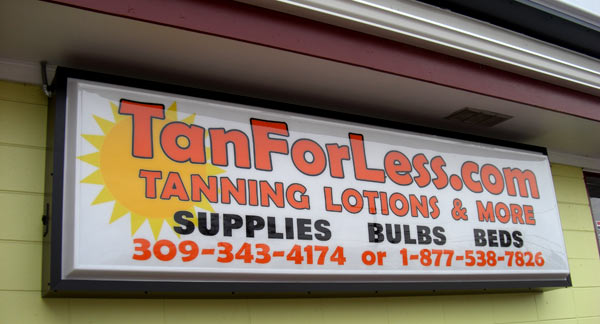 TanForLess.com
TANNING LOTIONS & MORE
SUPPLIES BULBS BEDS
309-343-4174 or 1-877-538-7826